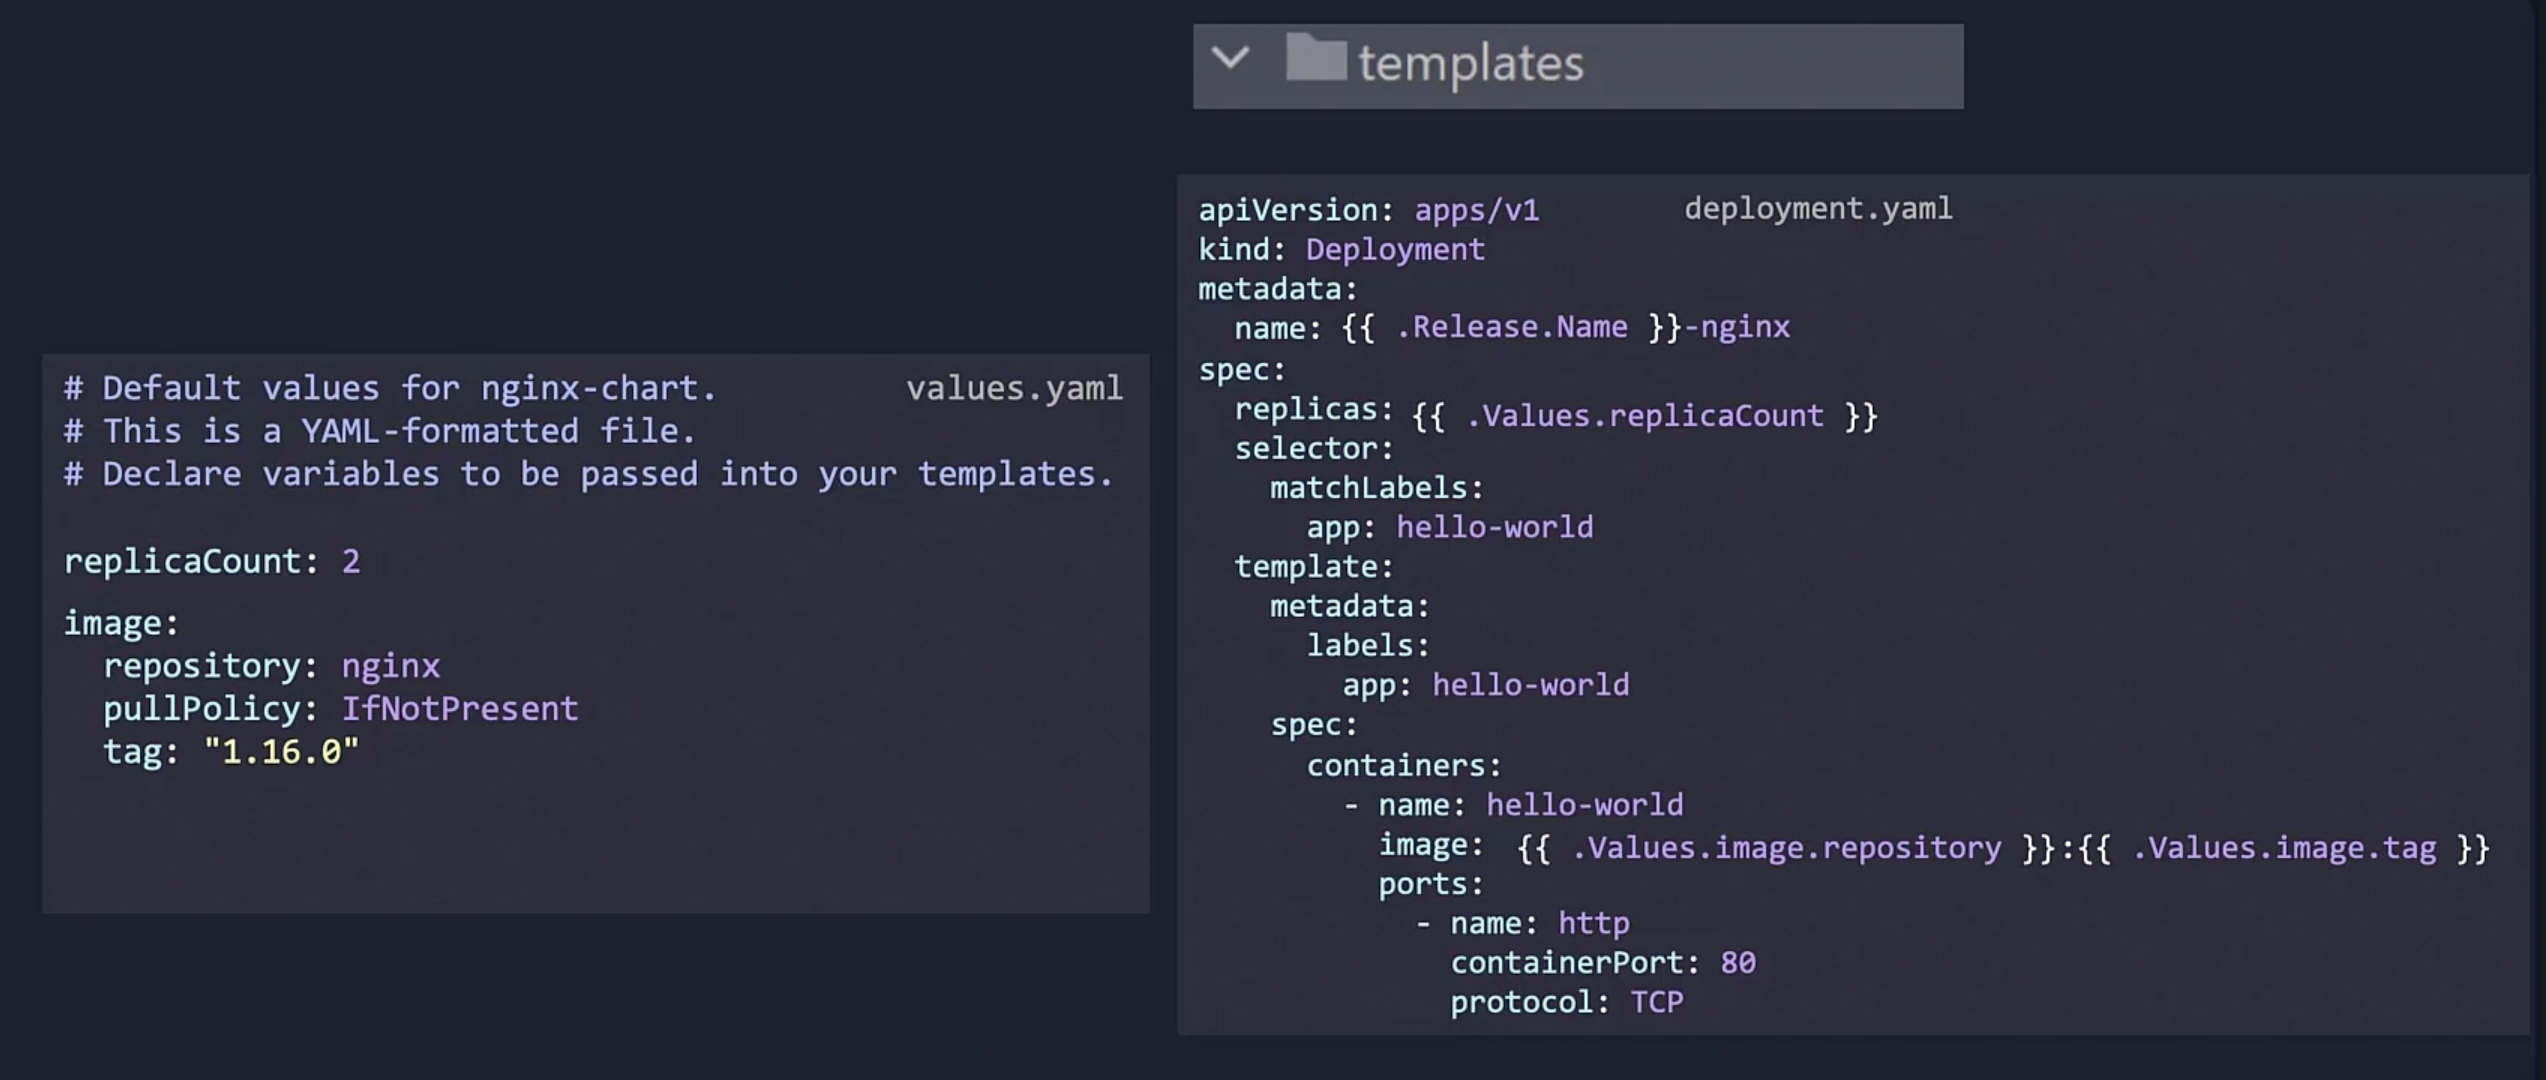 templates
# Default values for nginx-chart. values.yaml
# This is a YAML-formatted file.
# Declare variables to be passed into your templates.

replicaCount: 2
image:
  repository: nginx
  pullPolicy: IfNotPresent
  tag: "1.16.0"

apiVersion: apps/v1 deployment.yaml
kind: Deployment
metadata:
  name: {{ .Release.Name }}-nginx
spec:
  replicas: {{ .Values.replicaCount }}
  selector:
    matchLabels:
      app: hello-world
  template:
    metadata:
      labels:
        app: hello-world
    spec:
      containers:
        - name: hello-world
          image: {{ .Values.image.repository }}:{{ .Values.image.tag }}
          ports:
            - name: http
              containerPort: 80
              protocol: TCP